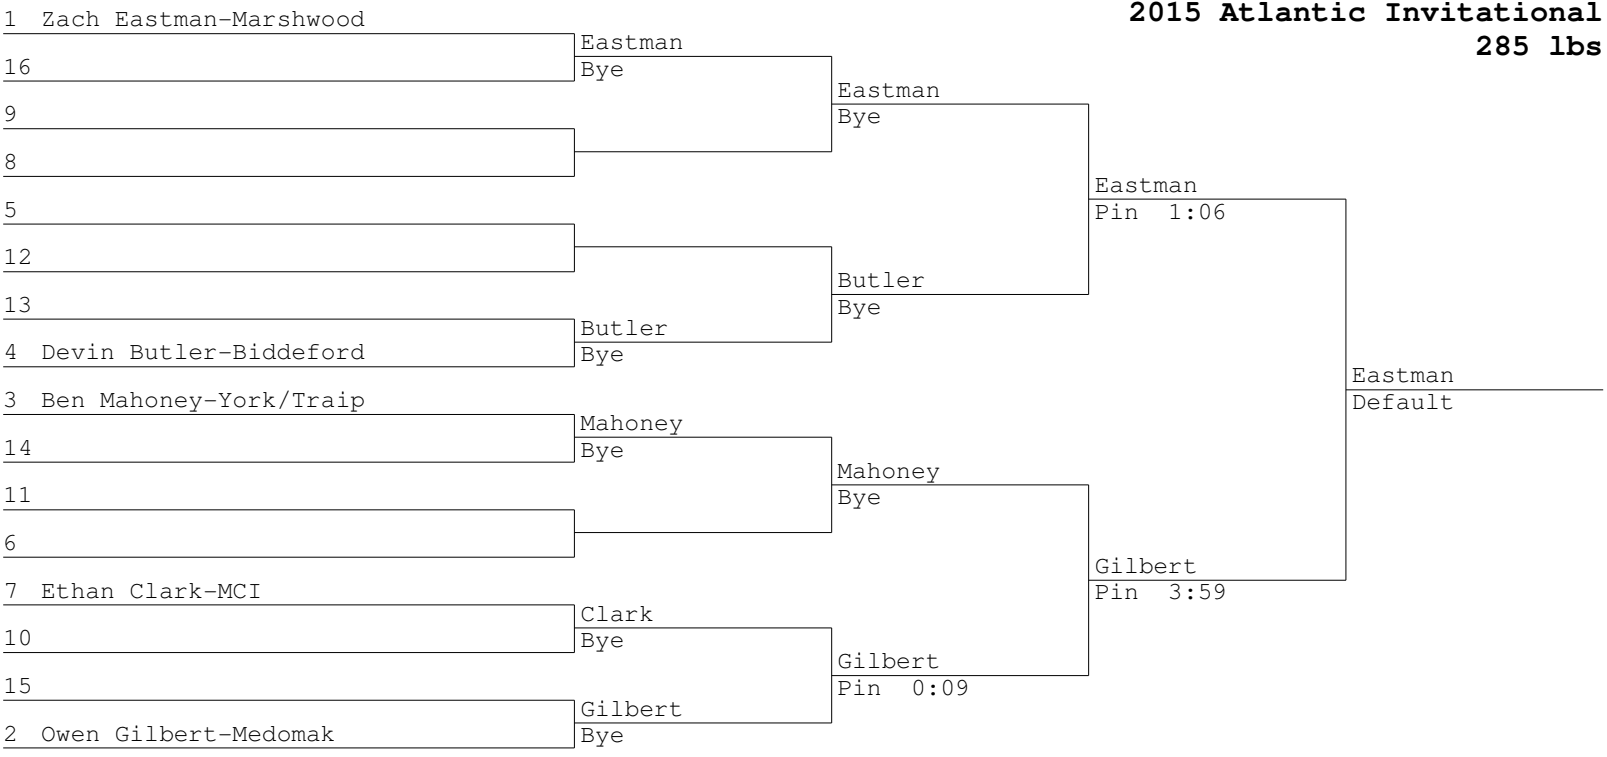 2015 Atlantic Invitational
285 lbs
1 Zach Eastman-Marshwood
16
9
8
5
12
13
4 Devin Butler-Biddeford
3 Ben Mahoney-York/Traip
14
11
6
7 Ethan Clark-MCI
10
15
2 Owen Gilbert-Medomak
Eastman
Bye
Butler
Bye
Mahoney
Bye
Clark
Bye
Gilbert
Bye
Eastman
Bye
Butler
Bye
Mahoney
Bye
Gilbert
Pin 0:09
Eastman
Pin 1:06
Gilbert
Pin 3:59
Eastman
Default